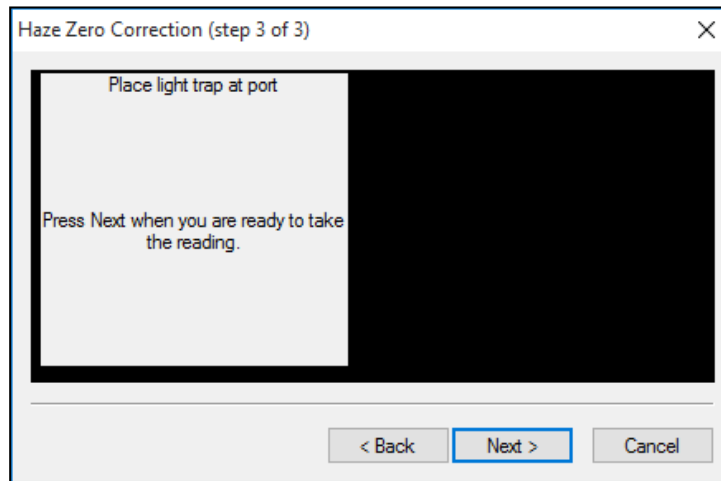 Haze Zero Correction (step 3 of 3)
Place light trap at port
Press Next when you are ready to take
the reading.
< Back
Next >
Cancel